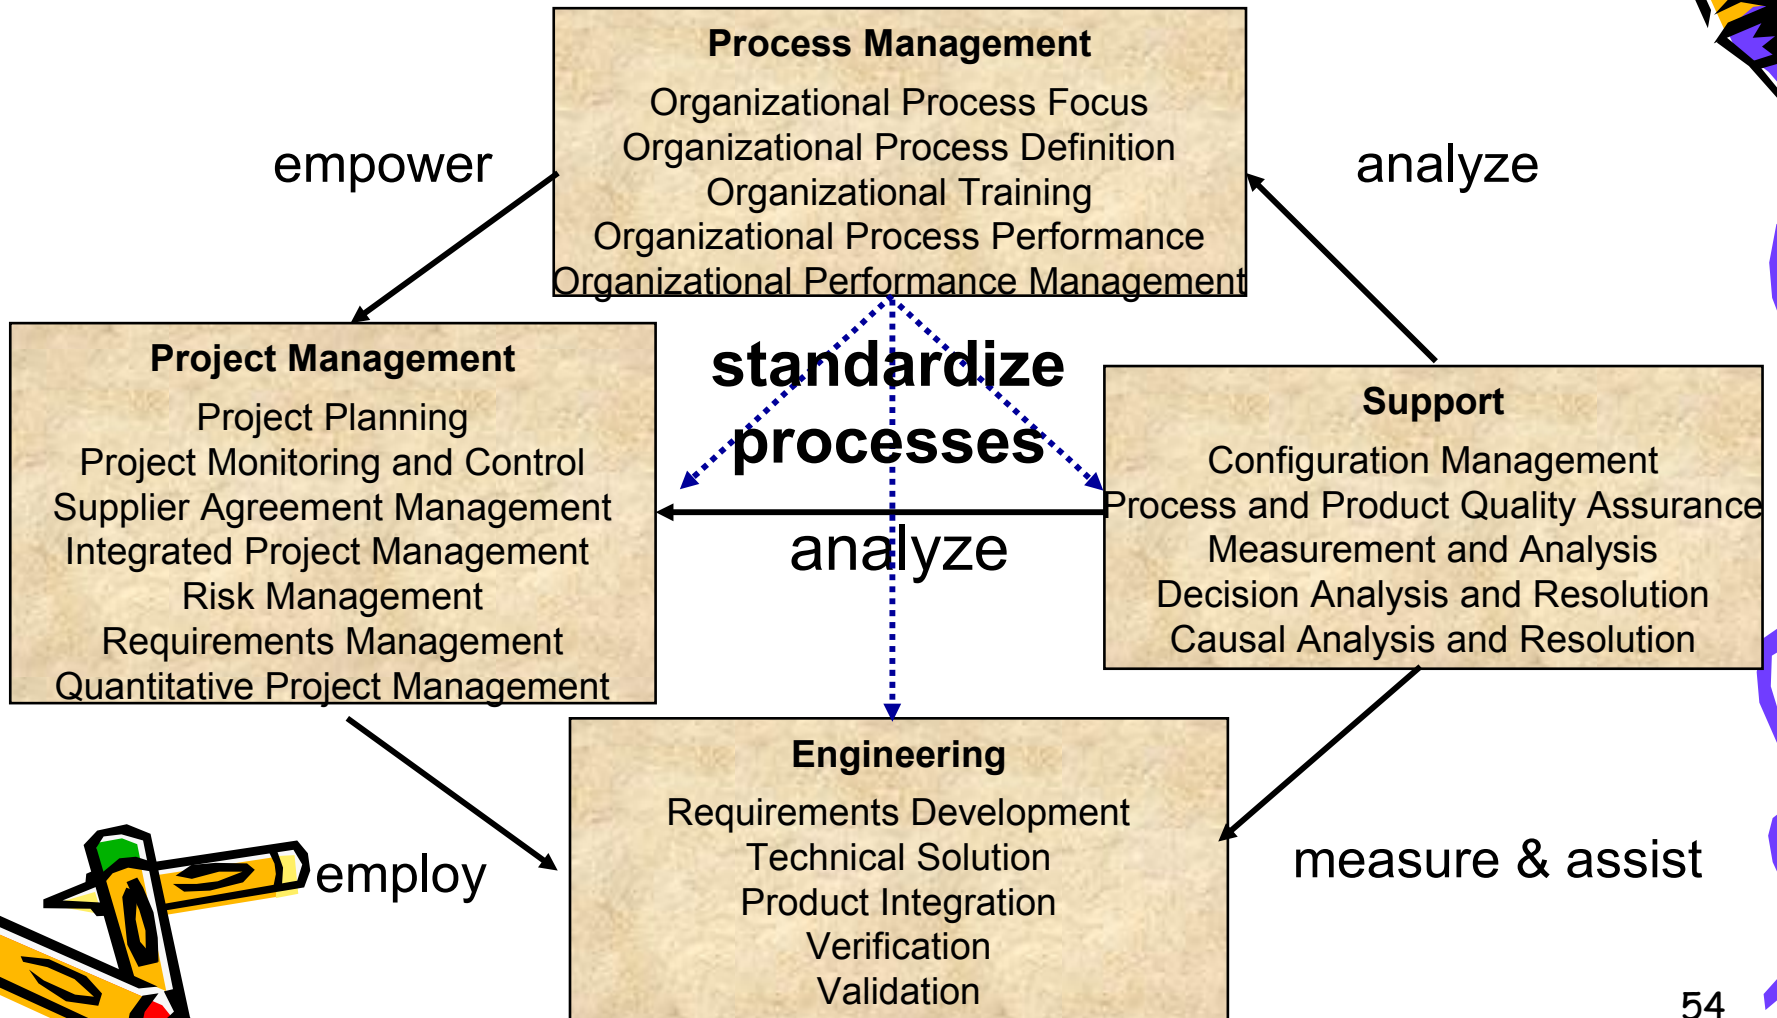 Process Management
Organizational Process Focus
Organizational Process Definition
Organizational Training
Organizational Process Performance
Organizational Performance Management
empower
analyze
Project Management
Project Planning
Project Monitoring and Control
Supplier Agreement Management
Integrated Project Management
Risk Management
Requirements Management
Quantitative Project Management
standardize
processes
analyze
Support
Configuration Management
Process and Product Quality Assurance
Measurement and Analysis
Decision Analysis and Resolution
Causal Analysis and Resolution
Engineering
Requirements Development
Technical Solution
Product Integration
Verification
Validation
employ
measure & assist
54